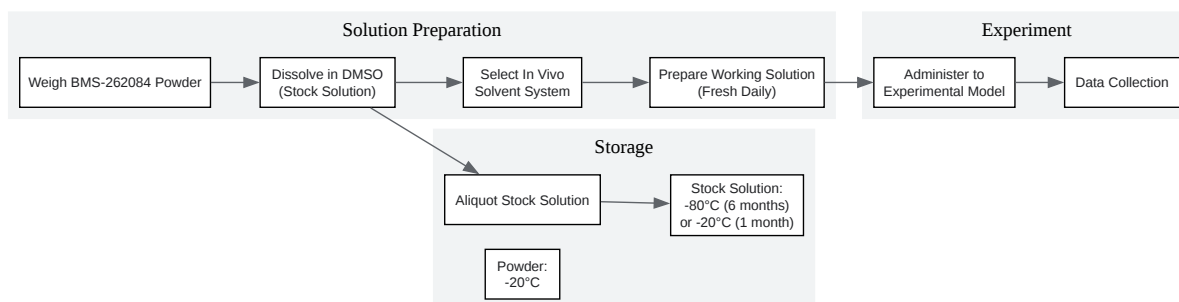 Solution Preparation
Experiment
Weigh BMS-262084 Powder
Dissolve in DMSO
(Stock Solution)
Select In Vivo
Solvent System
Prepare Working Solution
(Fresh Daily)
Administer to
Experimental Model
Data Collection
Storage
Aliquot Stock Solution
Stock Solution:
-80°C (6 months)
or -20°C (1 month)
Powder:
-20°C